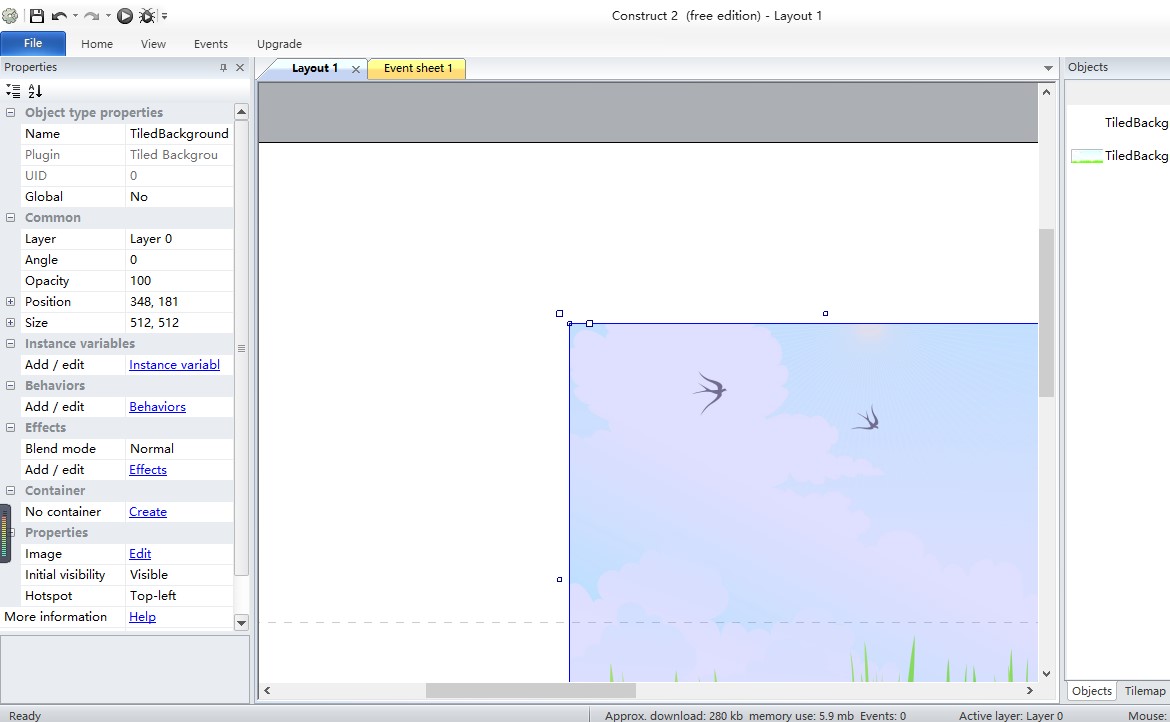 Construct 2 (free edition) - Layout 1
File Home View Events Upgrade
Properties
Layout 1
Event sheet 1
Objects
Object type properties
Name TiledBackground
Plugin Tiled Backgrou
UID 0
Global No
Common
Layer Layer 0
Angle 0
Opacity 100
Position 348, 181
Size 512, 512
Instance variables
Add / edit Instance variabl
Behaviors
Add / edit Behaviors
Effects
Blend mode Normal
Add / edit Effects
Container
No container Create
Properties
Image Edit
Initial visibility Visible
Hotspot Top-left
More information Help
TiledBackg
TiledBackg
Objects Tilemap
Ready
Approx. download: 280 kb memory use: 5.9 mb Events: 0 Active layer: Layer 0 Mouse: